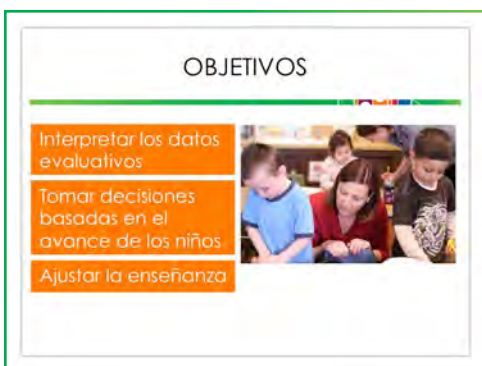 OBJETIVOS
Interpretar los datos
evaluativos
Tomar decisiones
basadas en el
avance de los niños
Ajustar la enseñanza